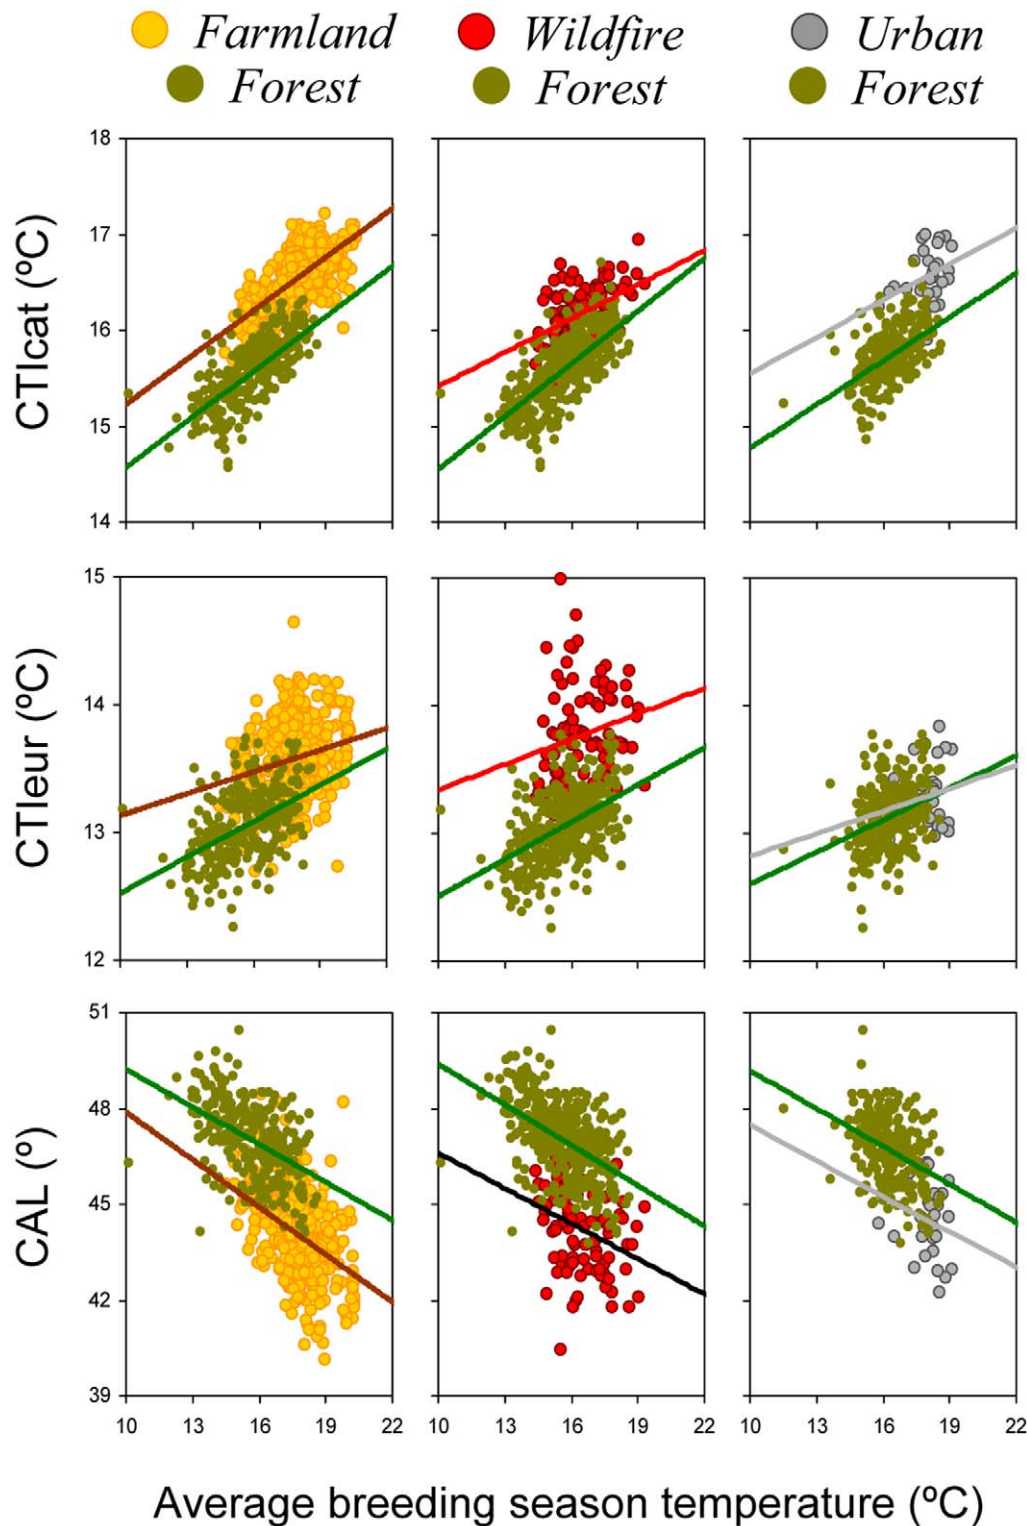 Farmland Wildfire Urban
Forest Forest Forest
CTIcat (ºC)
18
17
16
15
14
CTIeur (ºC)
15
14
13
12
CAL (º)
51
48
45
42
39
10 13 16 19 22 10 13 16 19 22 10 13 16 19 22
Average breeding season temperature (ºC)